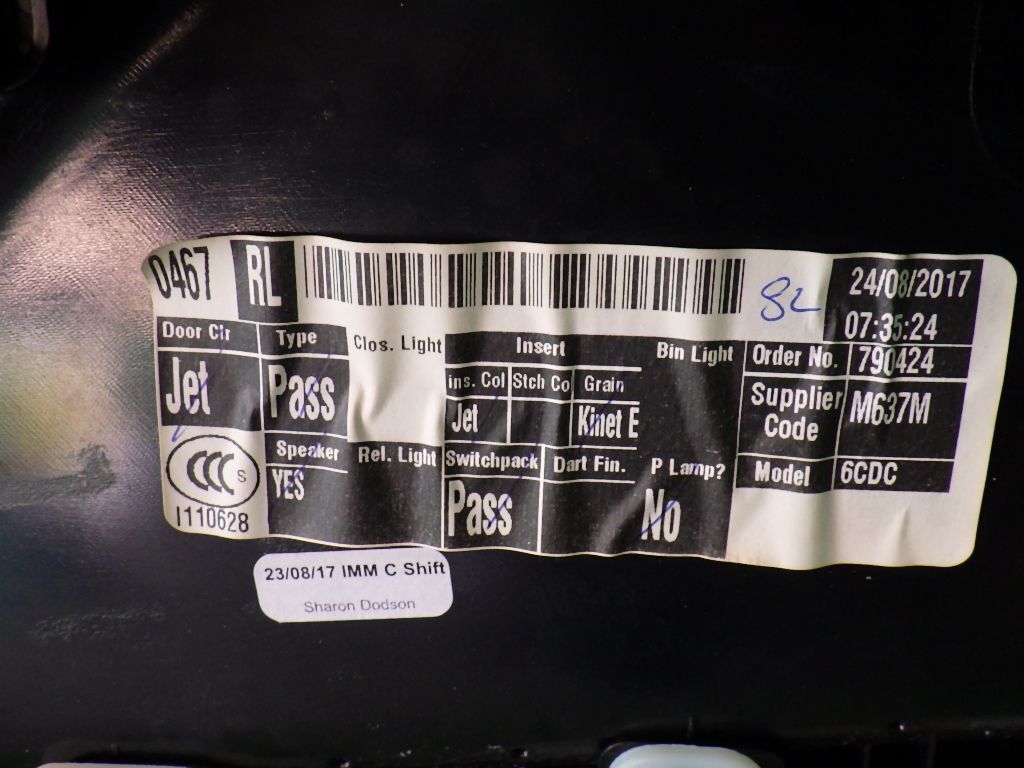 0467 RL 24/08/2017
07:35:24
Door Clr Type Clos. Light Insert Bin Light Order No. 790424
Jet Pass ins. Col Stch Co Grain Supplier Code M637M
Jet Kinet E
Speaker Rel. Light Switchpack Dart Fin. P Lamp? Model 6CDC
CCC S YES Pass No
I110628
23/08/17 IMM C Shift
Sharon Dodson